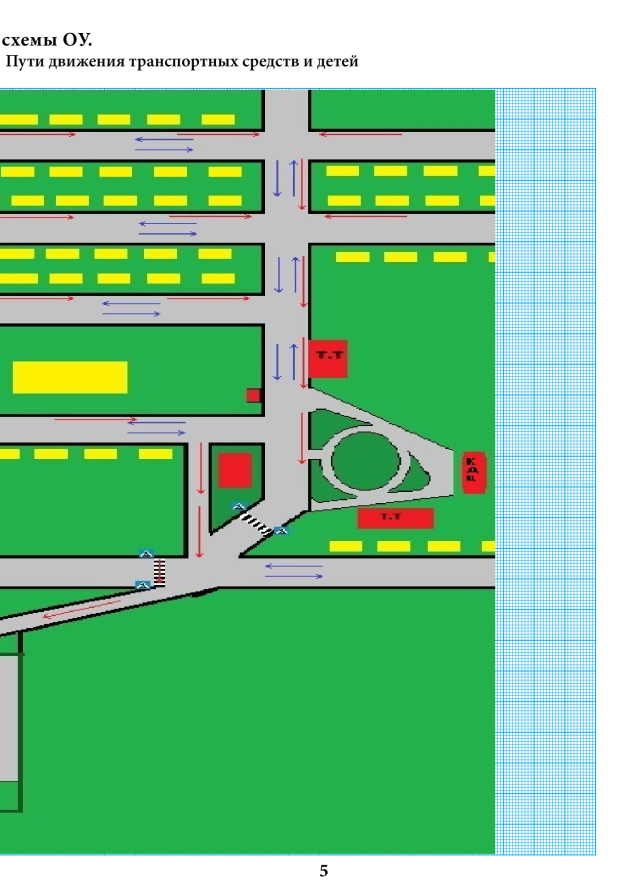 схемы ОУ.
Пути движения транспортных средств и детей
Т.Т
К
Д
Ц
Т.Т
5